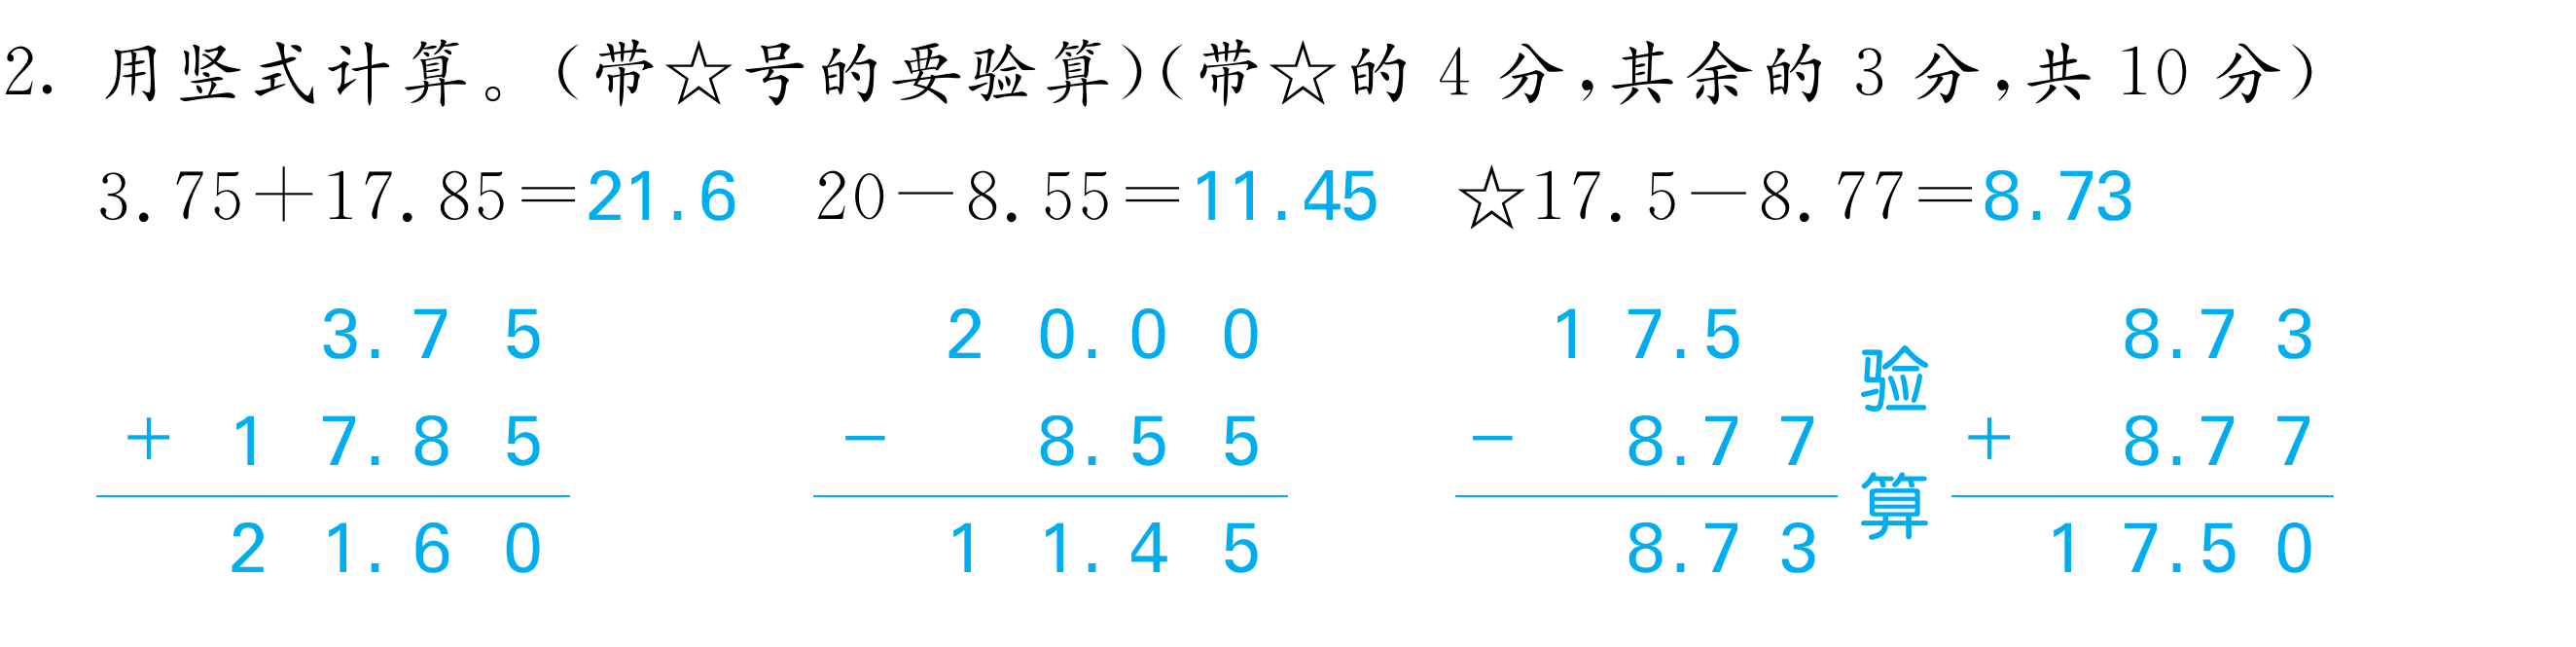 2. 用竖式计算。(带☆号的要验算)(带☆的 4 分,其余的 3 分,共 10 分)
3.75+17.85=21.6 20-8.55=11.45 ☆17.5-8.77=8.73
3.75 20.00 17.5 验 8.73
+ 17.85 - 8.55 - 8.77 算 + 8.77
21.60 11.45 8.73 17.50